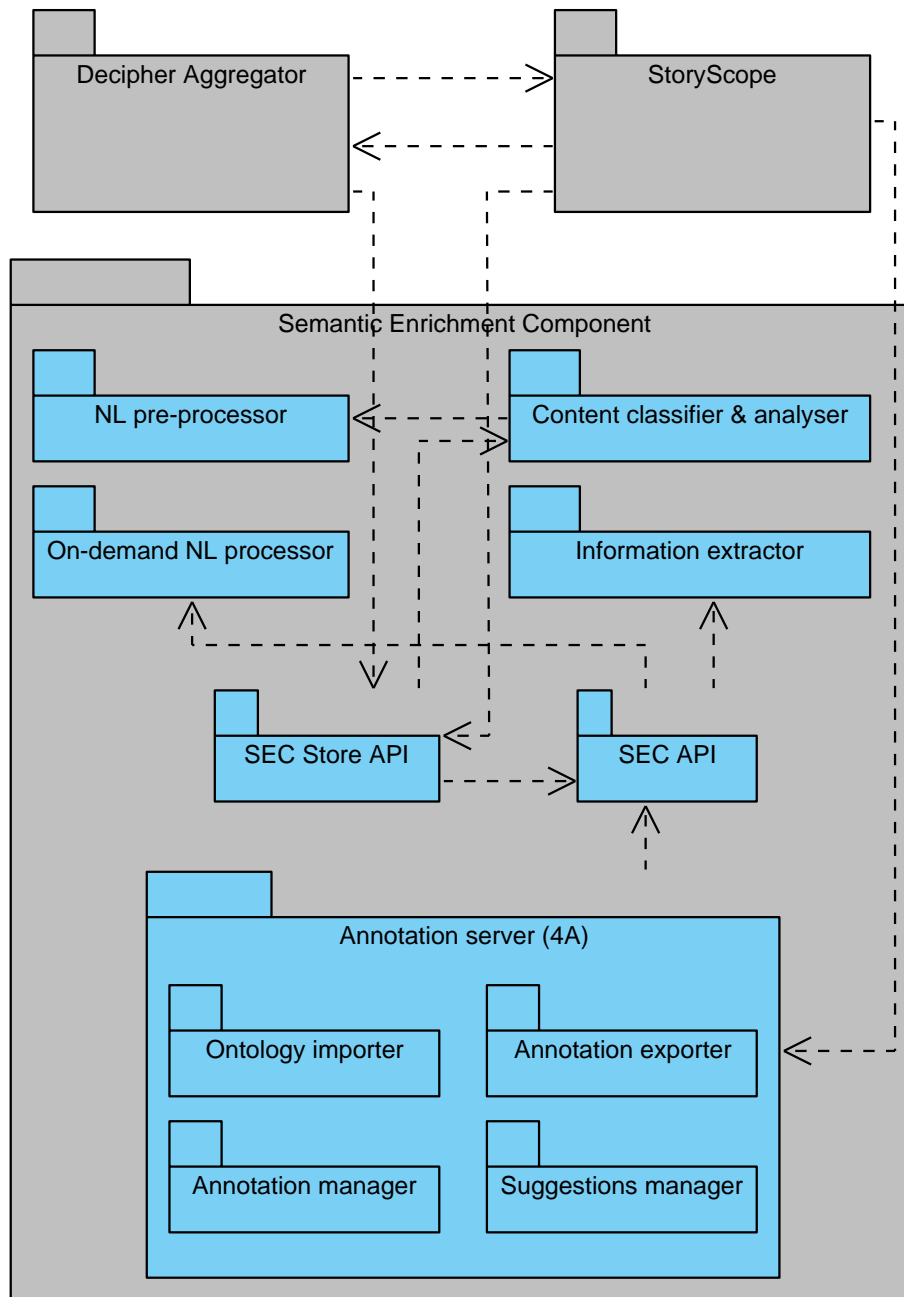 Decipher Aggregator
StoryScope
Semantic Enrichment Component
NL pre-processor
Content classifier & analyser
On-demand NL processor
Information extractor
SEC Store API
SEC API
Annotation server (4A)
Ontology importer
Annotation exporter
Annotation manager
Suggestions manager